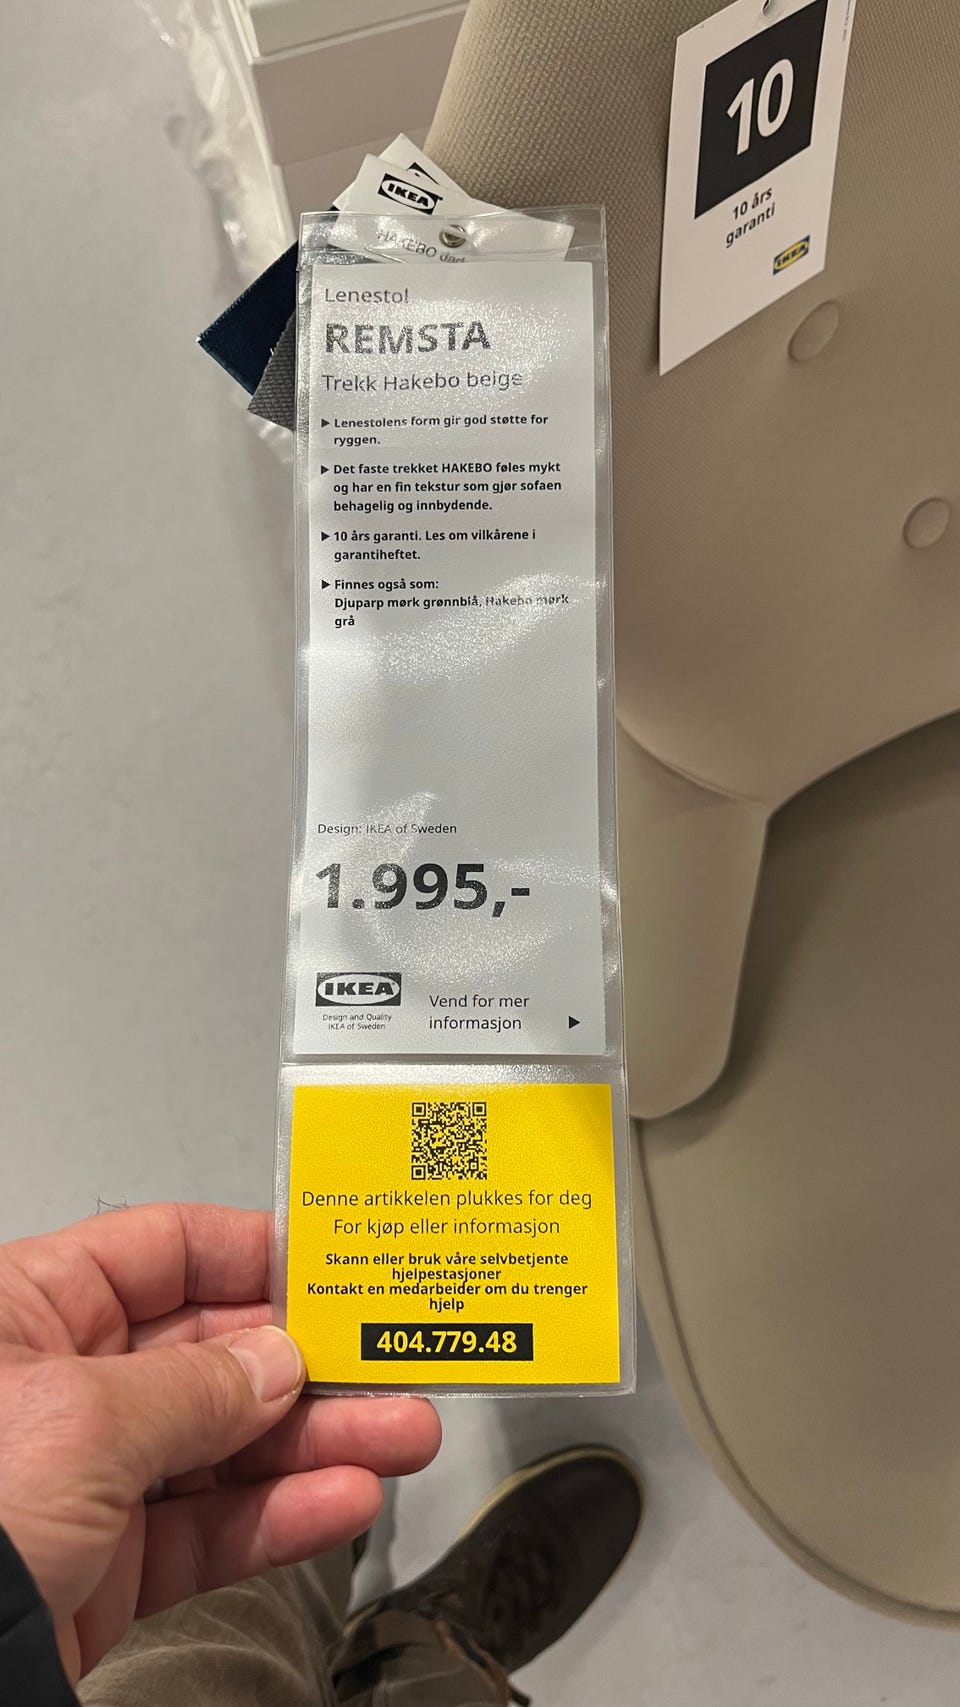 10
10 års
garanti
IKEA
IKEA
HAKEBO dark
Lenestol
REMSTA
Trekk Hakebo beige
▶ Lenestolens form gir god støtte for
ryggen.
▶ Det faste trekket HAKEBO føles mykt
og har en fin tekstur som gjør sofaen
behagelig og innbydende.
▶ 10 års garanti. Les om vilkårene i
garantiheftet.
▶ Finnes også som:
Djuparp mørk grønnblå, Hakebo mørk
grå
Design: IKEA of Sweden
1.995,-
IKEA
Design and Quality
IKEA of Sweden
Vend for mer
informasjon ▶
Denne artikkelen plukkes for deg
For kjøp eller informasjon
Skann eller bruk våre selvbetjente
hjelpestasjoner
Kontakt en medarbeider om du trenger
hjelp
404.779.48